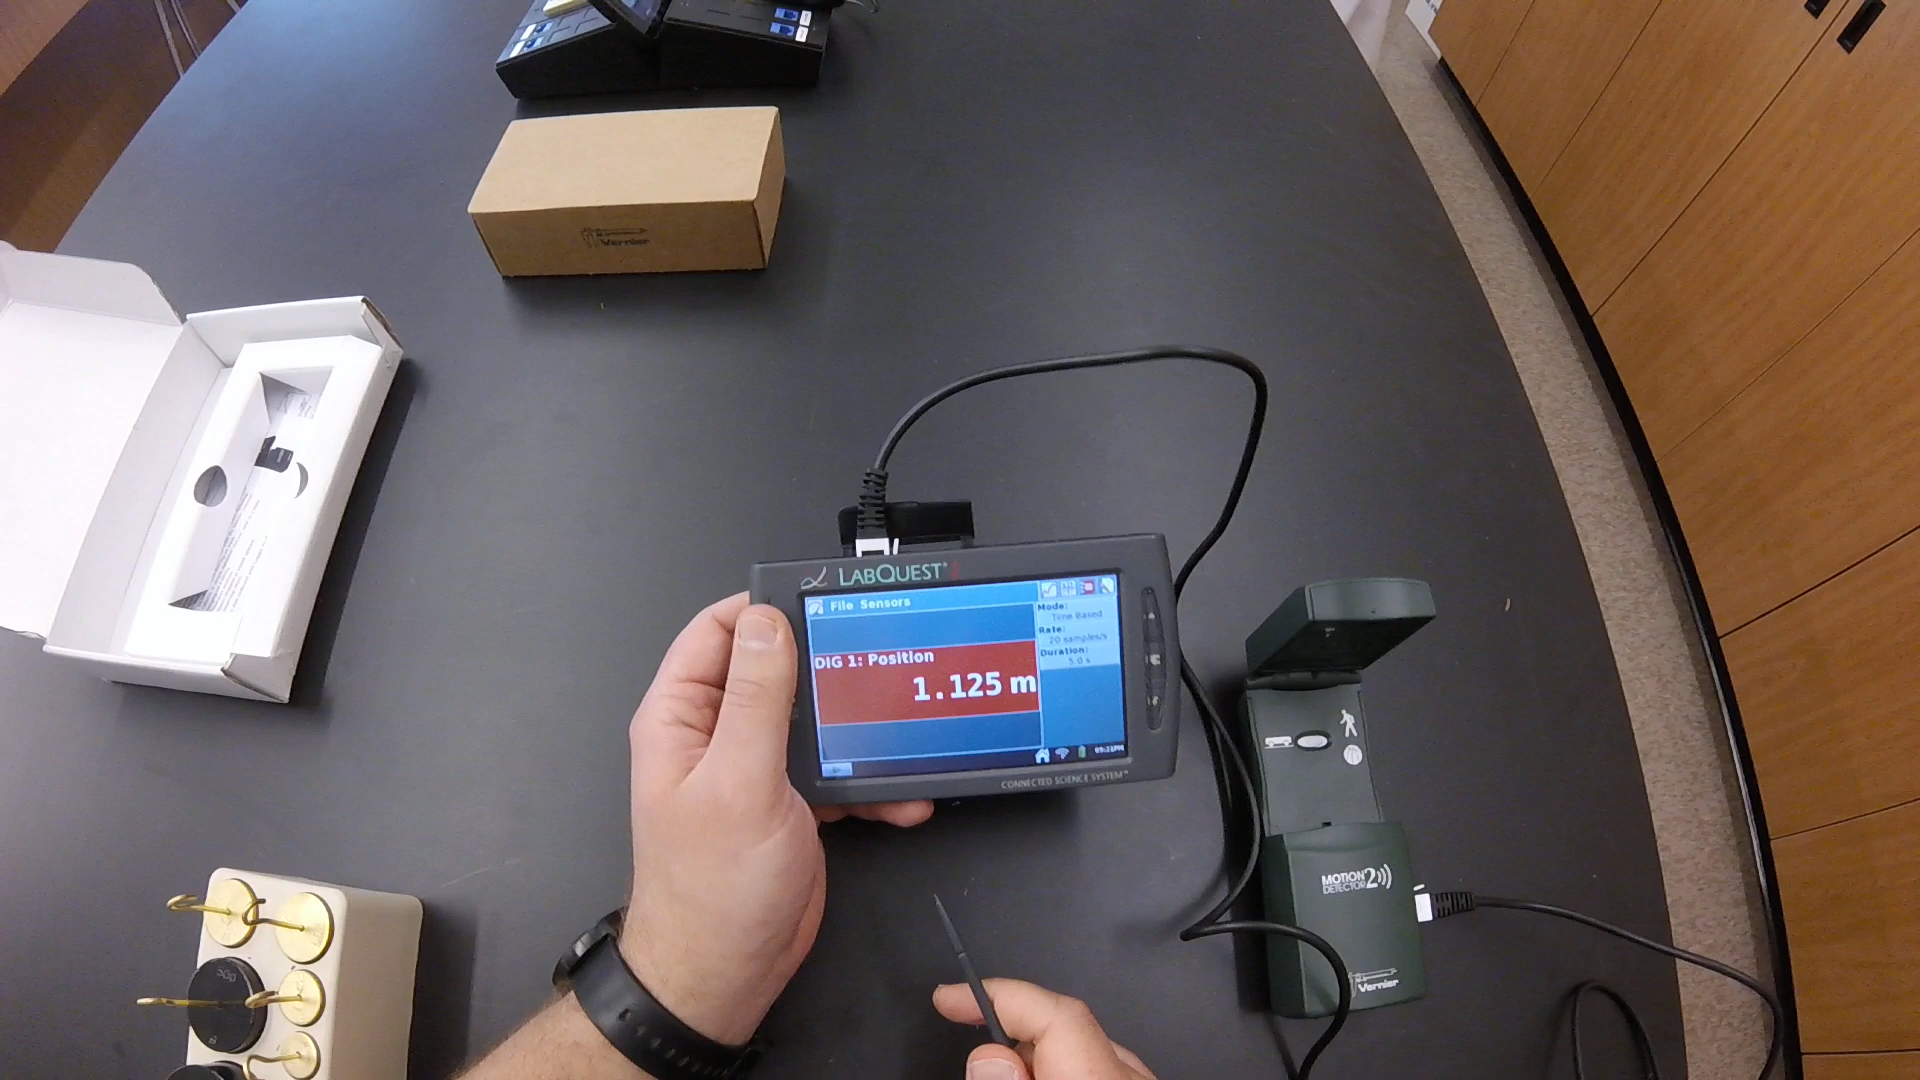 Vernier
LABQUEST
File Sensors
Mode:
Time Based
Rate:
20 samples/s
Duration:
5.0 s
DIG 1: Position
1.125 m
CONNECTED SCIENCE SYSTEM™
MOTION
DETECTOR 2
Vernier